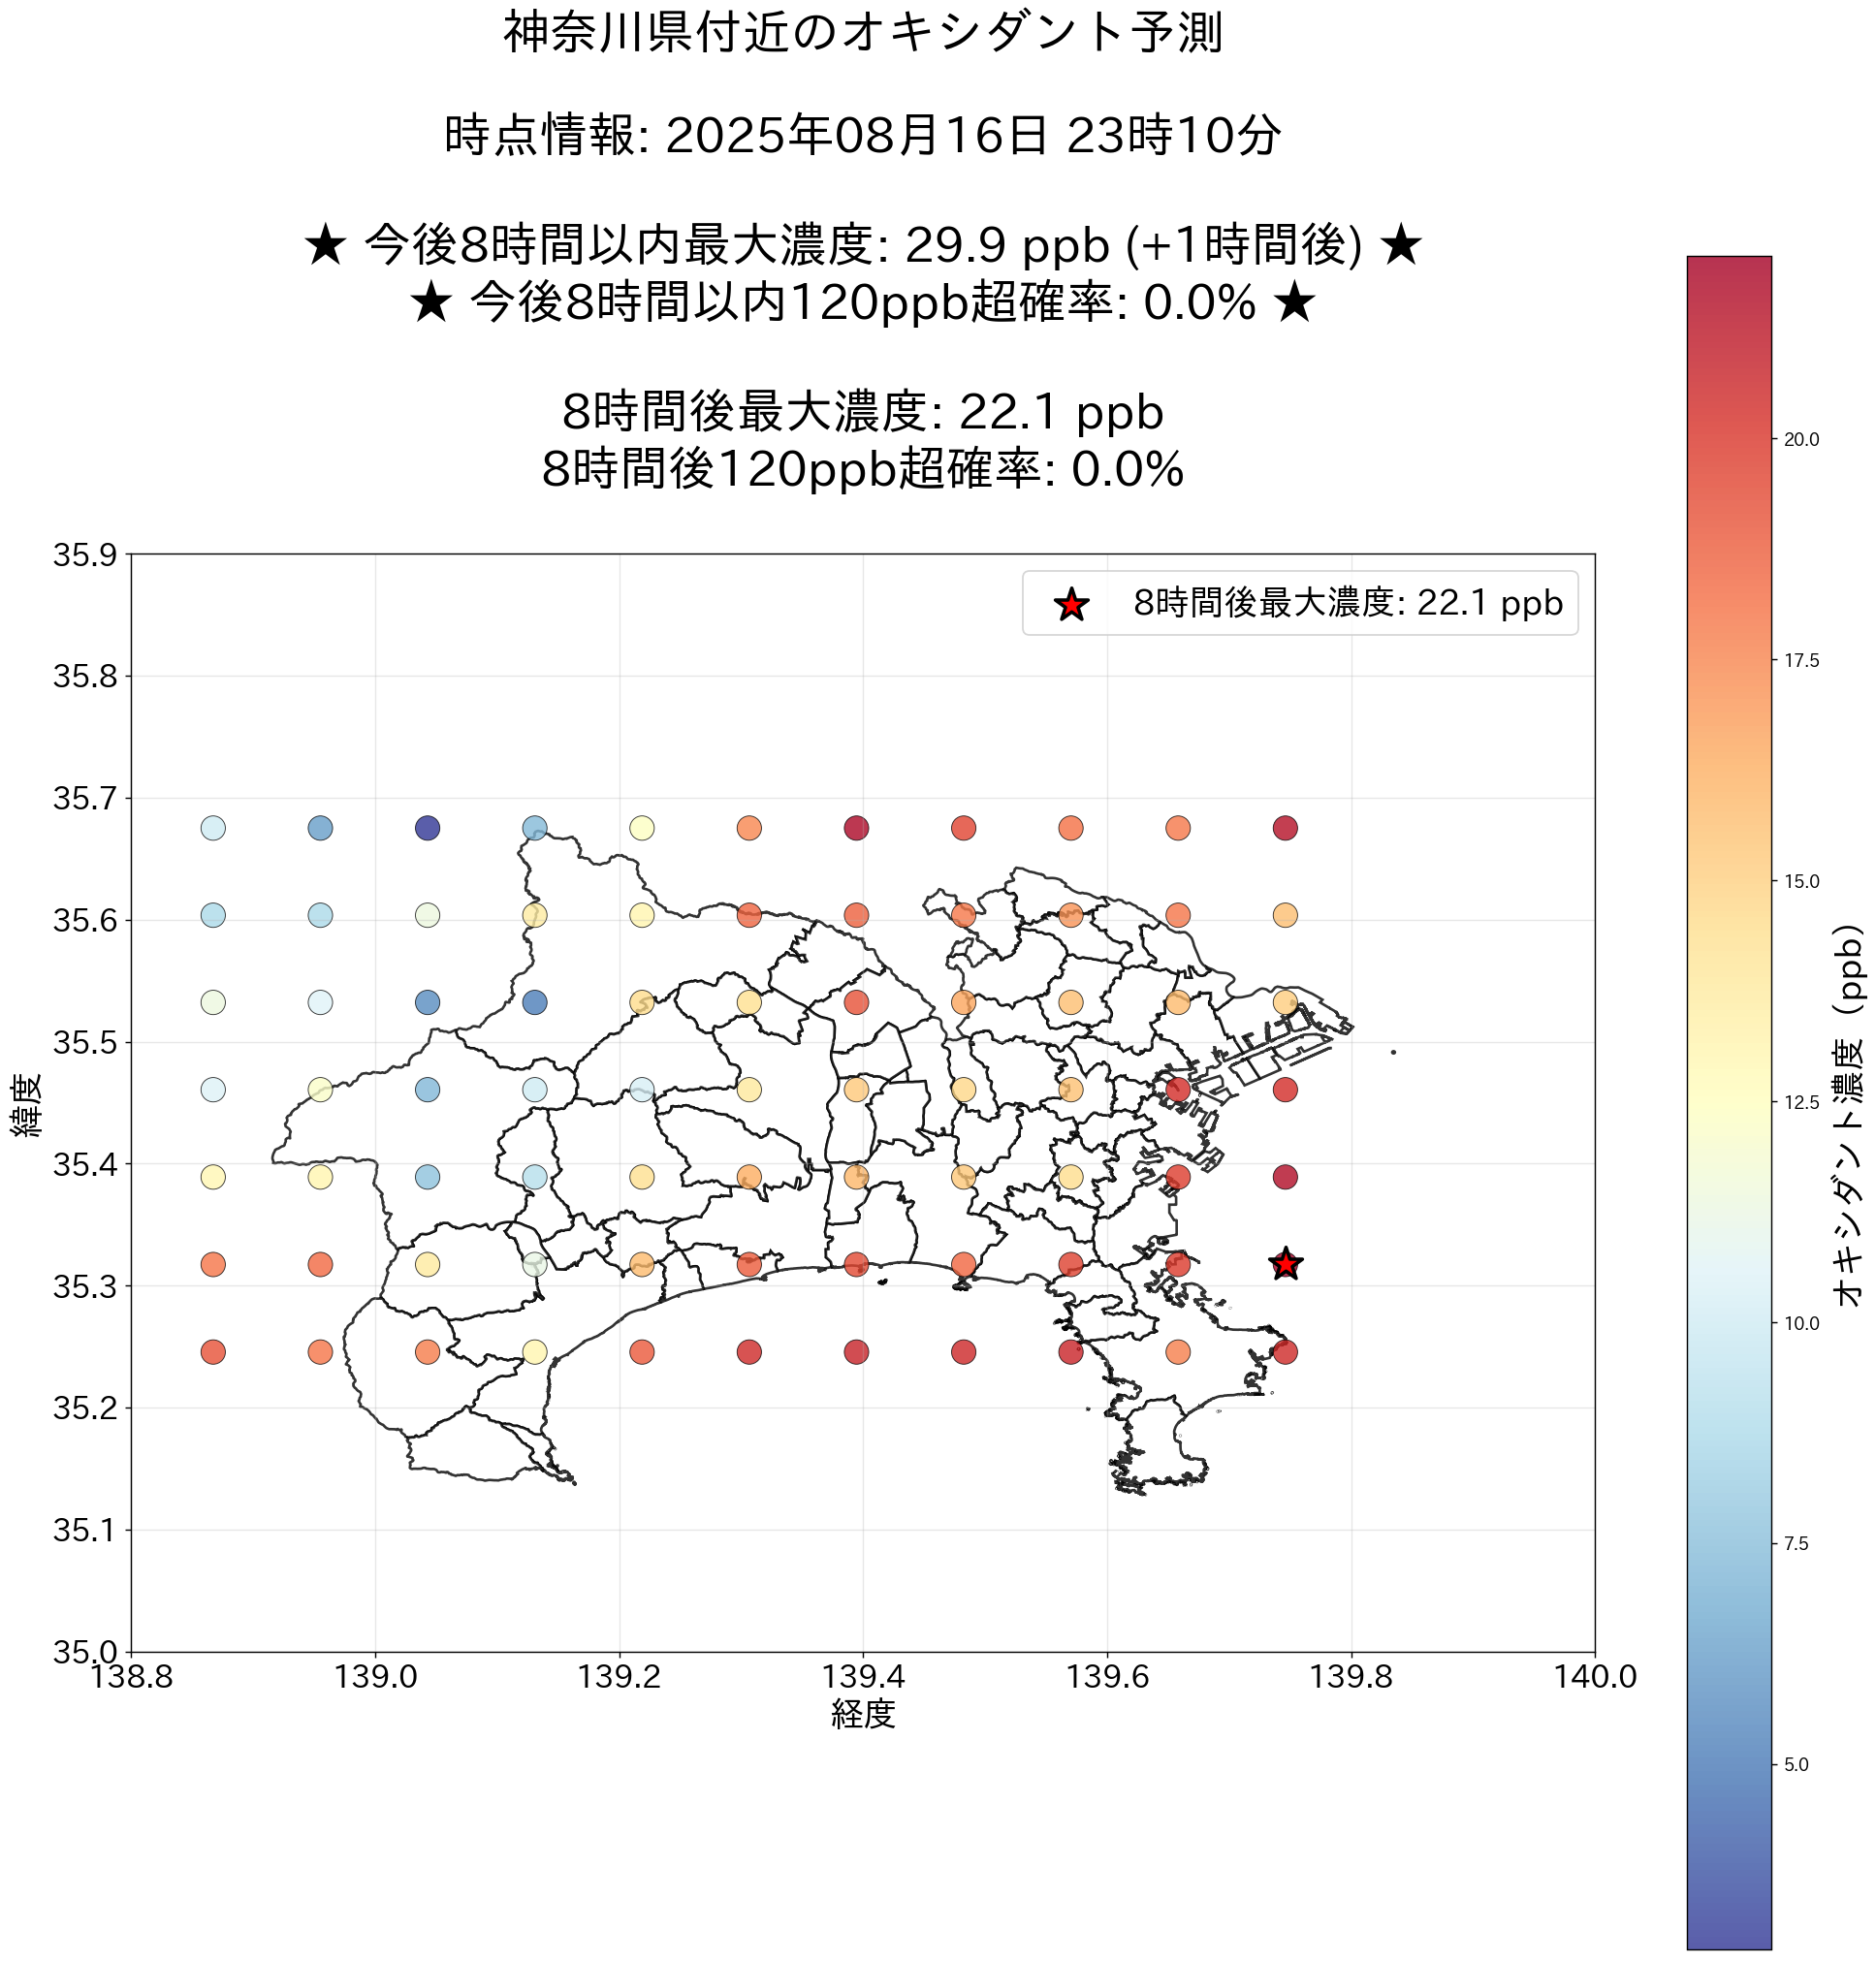 神奈川県付近のオキシダント予測
時点情報: 2025年08月16日 23時10分
★ 今後8時間以内最大濃度: 29.9 ppb (+1時間後) ★
★ 今後8時間以内120ppb超確率: 0.0% ★
8時間後最大濃度: 22.1 ppb
8時間後120ppb超確率: 0.0%
8時間後最大濃度: 22.1 ppb
35.9
35.8
35.7
35.6
35.5
35.4
35.3
35.2
35.1
35.0
緯度
138.8 139.0 139.2 139.4 139.6 139.8 140.0
経度
20.0
17.5
15.0
12.5
10.0
7.5
5.0
オキシダント濃度 (ppb)